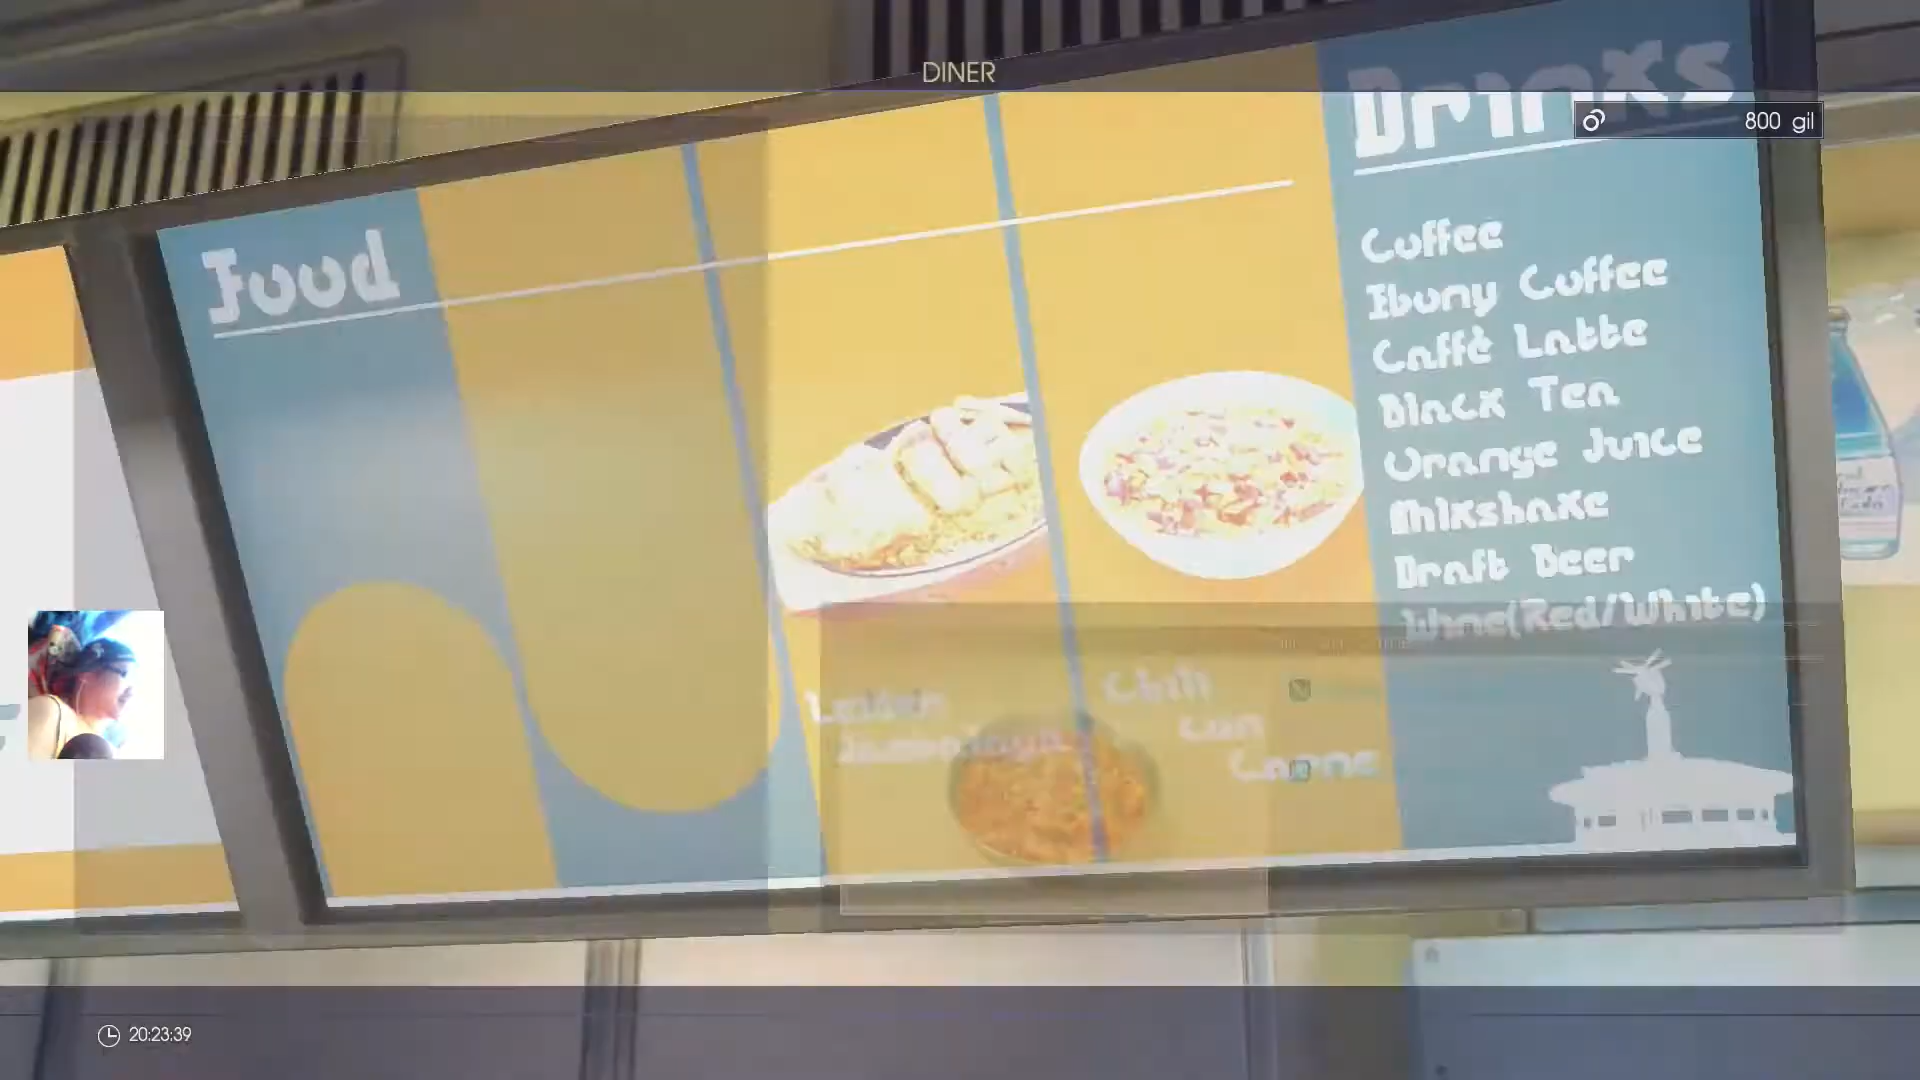 DINER
800 gil
Food
Drinks
Coffee
Ebony Coffee
Caffè Latte
Black Tea
Orange Juice
Milkshake
Draft Beer
Wine(Red/White)
Jambalaya
Chili
Con
Carne
20:23:39